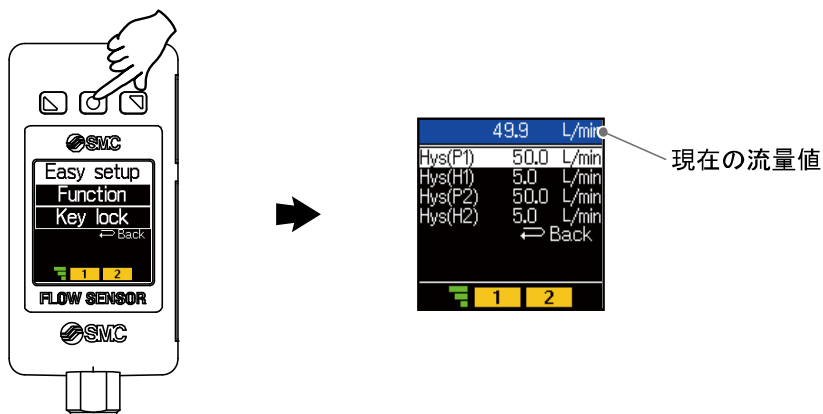 SMC
Easy setup
Function
Key lock
Back
1 2
FLOW SENSOR
SMC
49.9 L/min
Hys(P1) 50.0 L/min
Hys(H1) 5.0 L/min
Hys(P2) 50.0 L/min
Hys(H2) 5.0 L/min
Back
1 2
現在の流量値